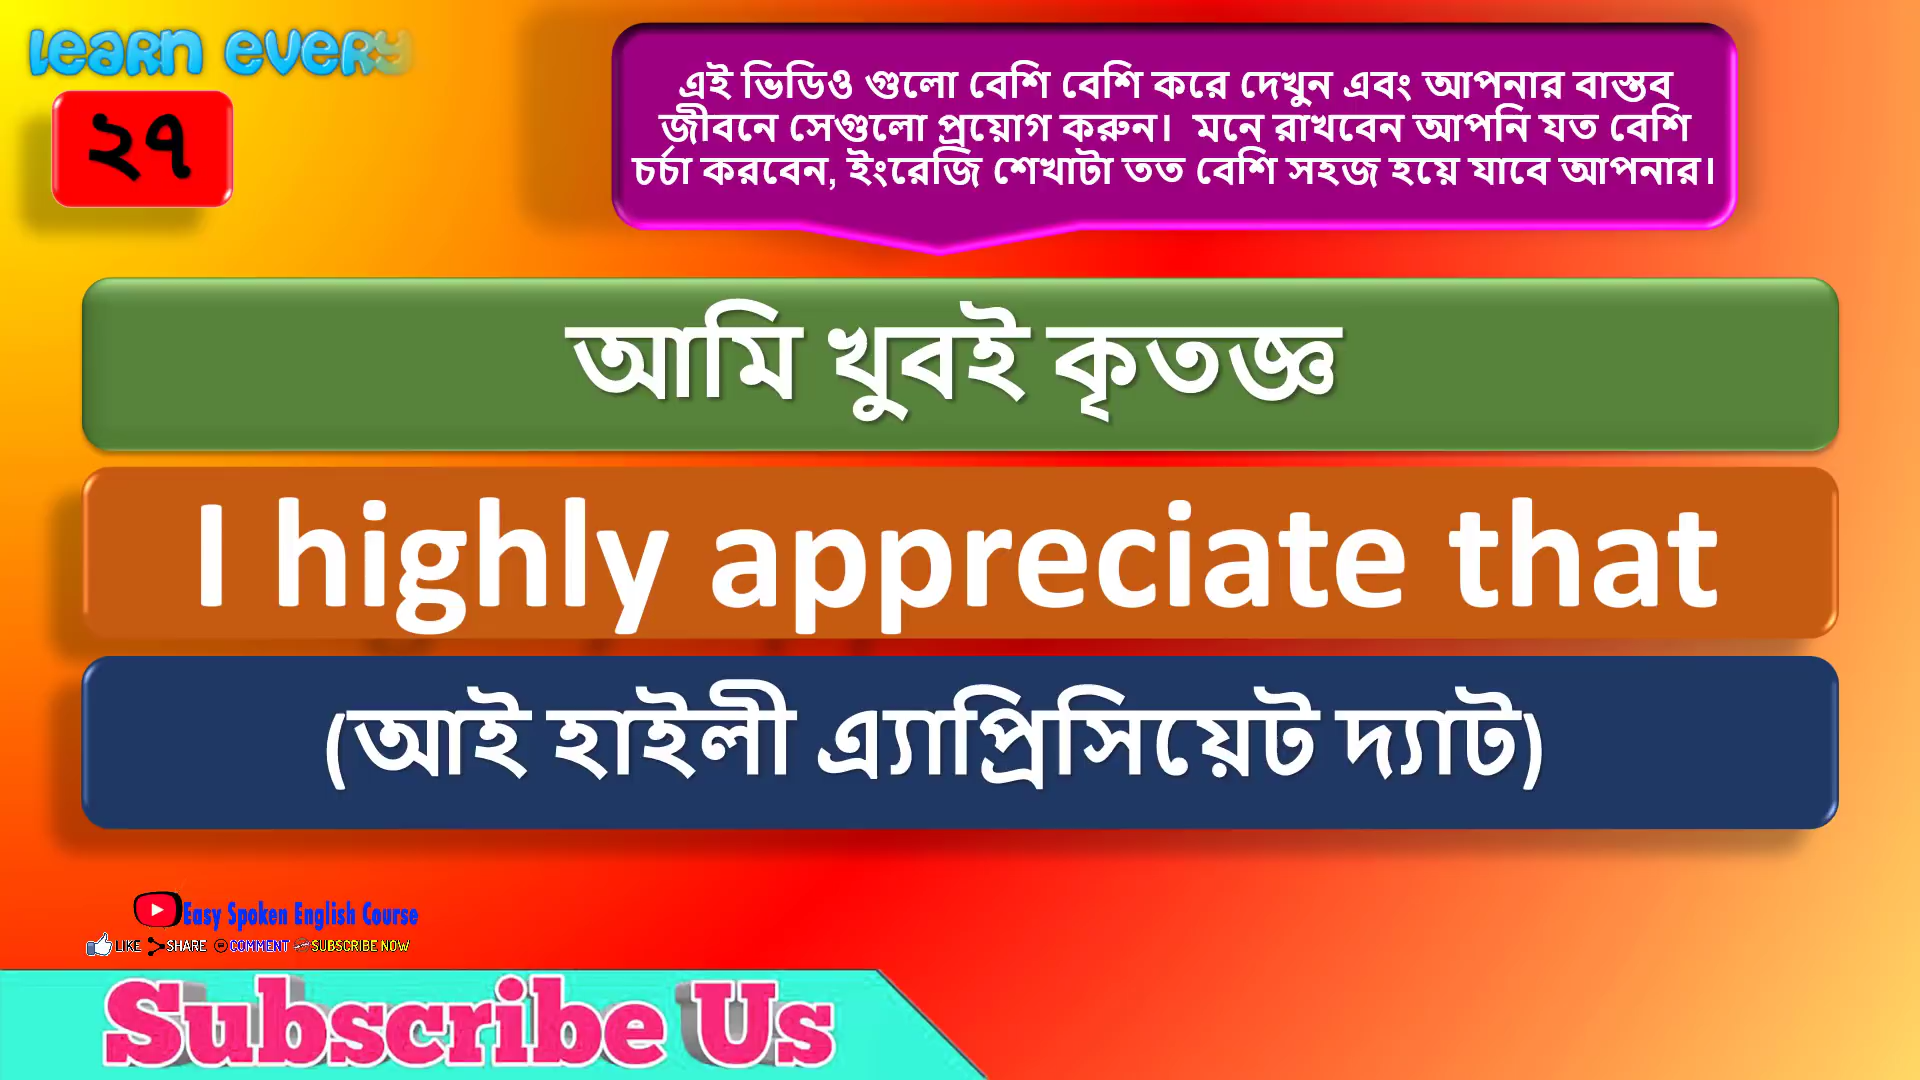 LEARN EVERY
২৭
এই ভিডিও গুলো বেশি বেশি করে দেখুন এবং আপনার বাস্তব
জীবনে সেগুলো প্রয়োগ করুন। মনে রাখবেন আপনি যত বেশি
চর্চা করবেন, ইংরেজি শেখাটা তত বেশি সহজ হয়ে যাবে আপনার।
আমি খুবই কৃতজ্ঞ
I highly appreciate that
(আই হাইলী এ্যাপ্রিসিয়েট দ্যাট)
Easy Spoken English Course
LIKE SHARE COMMENT SUBSCRIBE NOW
Subscribe Us